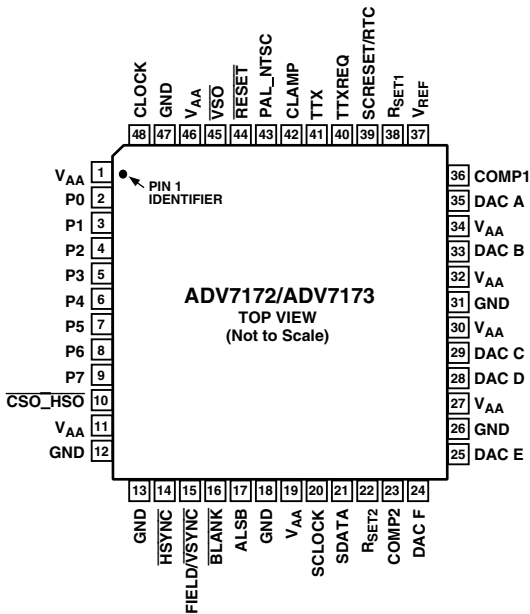 CLOCK
GND
VAA
VSO
RESET
PAL_NTSC
CLAMP
TTX
TTXREQ
SCRESET/RTC
RSET1
VREF
48 47 46 45 44 43 42 41 40 39 38 37
VAA 1
P0 2
P1 3
P2 4
P3 5
P4 6
P5 7
P6 8
P7 9
CSO_HSO 10
VAA 11
GND 12
PIN 1
IDENTIFIER
ADV7172/ADV7173
TOP VIEW
(Not to Scale)
36 COMP1
35 DAC A
34 VAA
33 DAC B
32 VAA
31 GND
30 VAA
29 DAC C
28 DAC D
27 VAA
26 GND
25 DAC E
13 14 15 16 17 18 19 20 21 22 23 24
GND
HSYNC
FIELD/VSYNC
BLANK
ALSB
GND
VAA
SCLOCK
SDATA
RSET2
COMP2
DAC F